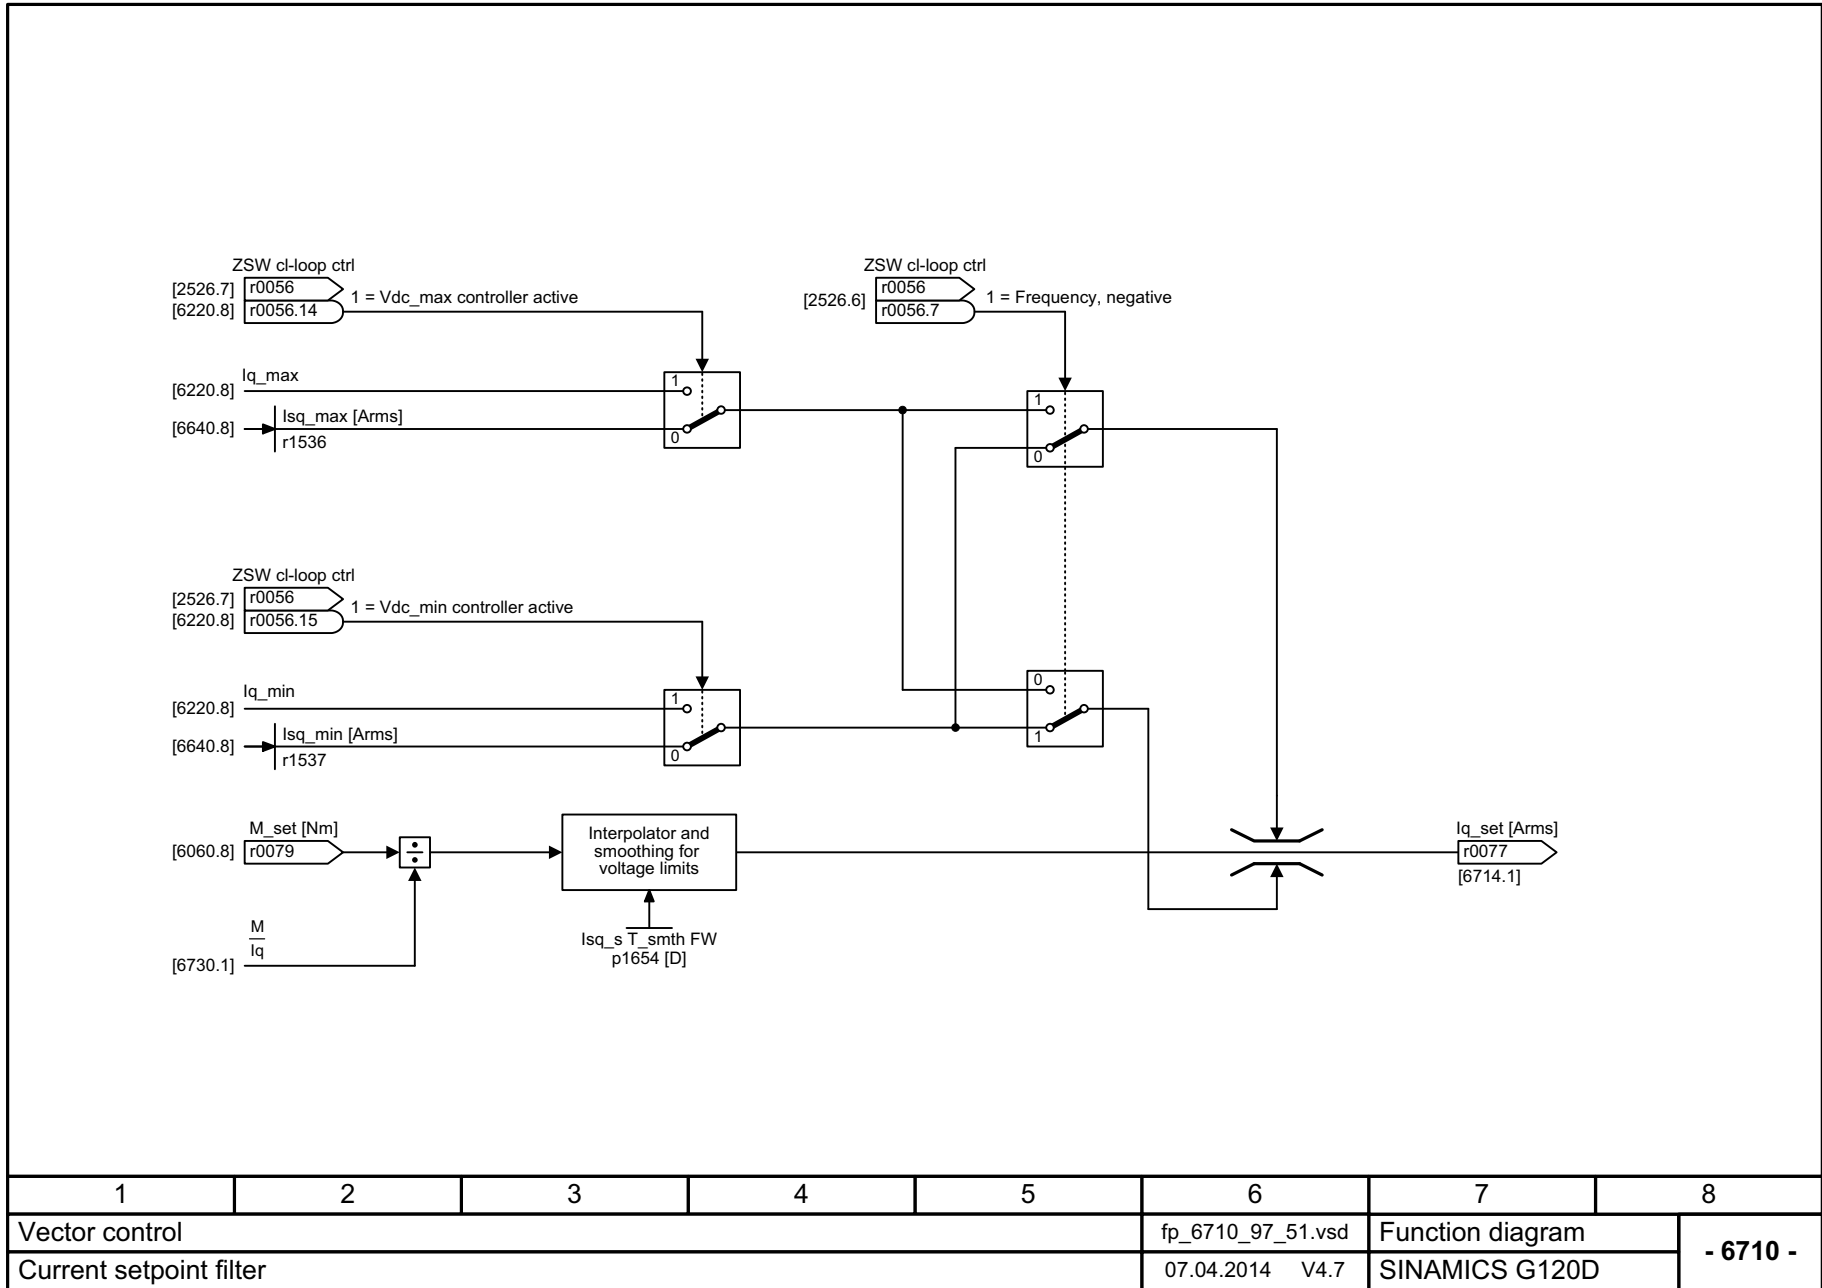 ZSW cl-loop ctrl
[2526.7] r0056
1 = Vdc_max controller active
[6220.8] r0056.14
ZSW cl-loop ctrl
r0056
[2526.6]
1 = Frequency, negative
r0056.7
Iq_max
[6220.8]
1
Isq_max [Arms]
[6640.8]
r1536
0
1
0
ZSW cl-loop ctrl
[2526.7] r0056
1 = Vdc_min controller active
[6220.8] r0056.15
Iq_min
[6220.8]
1
Isq_min [Arms]
[6640.8]
r1537
0
0
1
M_set [Nm]
[6060.8] r0079
÷
Interpolator and
smoothing for
voltage limits
Iq_set [Arms]
r0077
[6714.1]
M
Iq
[6730.1]
Isq_s T_smth FW
p1654 [D]
1 2 3 4 5 6 7 8
Vector control
fp_6710_97_51.vsd
Function diagram
- 6710 -
Current setpoint filter
07.04.2014 V4.7
SINAMICS G120D